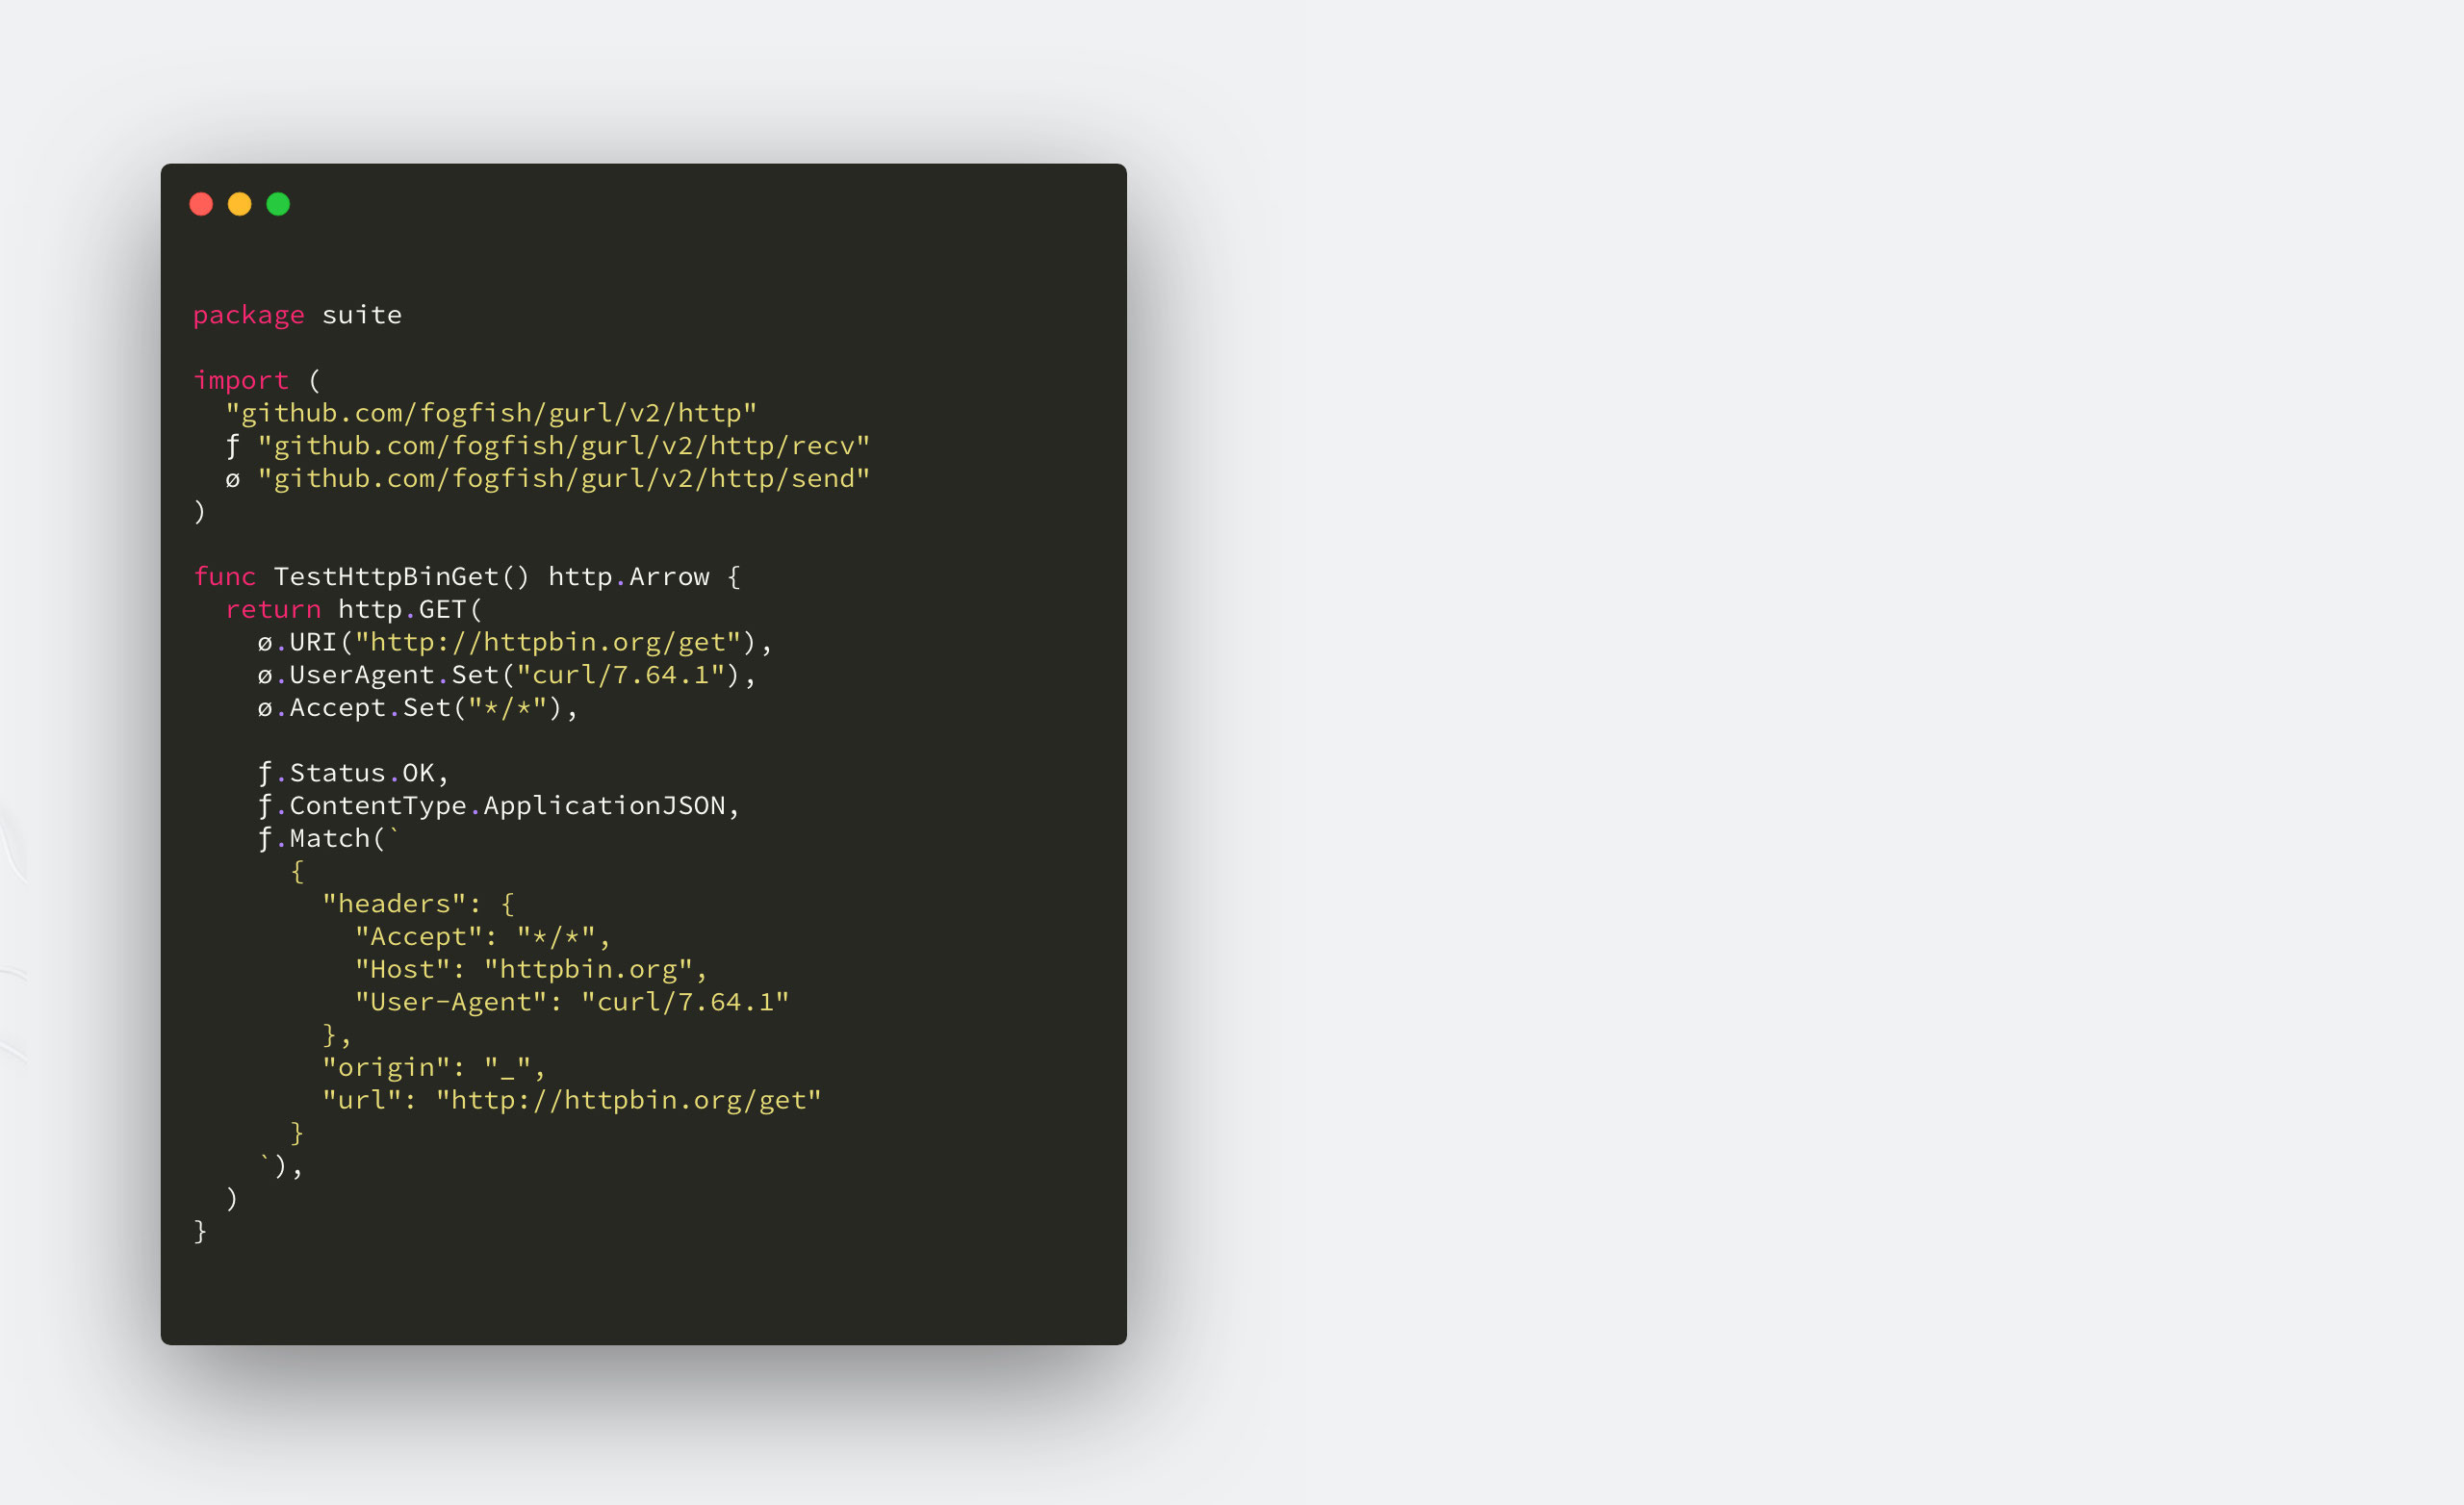 package suite

import (
  "github.com/fogfish/gurl/v2/http"
  ƒ "github.com/fogfish/gurl/v2/http/recv"
  ø "github.com/fogfish/gurl/v2/http/send"
)

func TestHttpBinGet() http.Arrow {
  return http.GET(
    ø.URI("http://httpbin.org/get"),
    ø.UserAgent.Set("curl/7.64.1"),
    ø.Accept.Set("*/*"),

    ƒ.Status.OK,
    ƒ.ContentType.ApplicationJSON,
    ƒ.Match(`
      {
        "headers": {
          "Accept": "*/*",
          "Host": "httpbin.org",
          "User-Agent": "curl/7.64.1"
        },
        "origin": "_",
        "url": "http://httpbin.org/get"
      }
    `),
  )
}